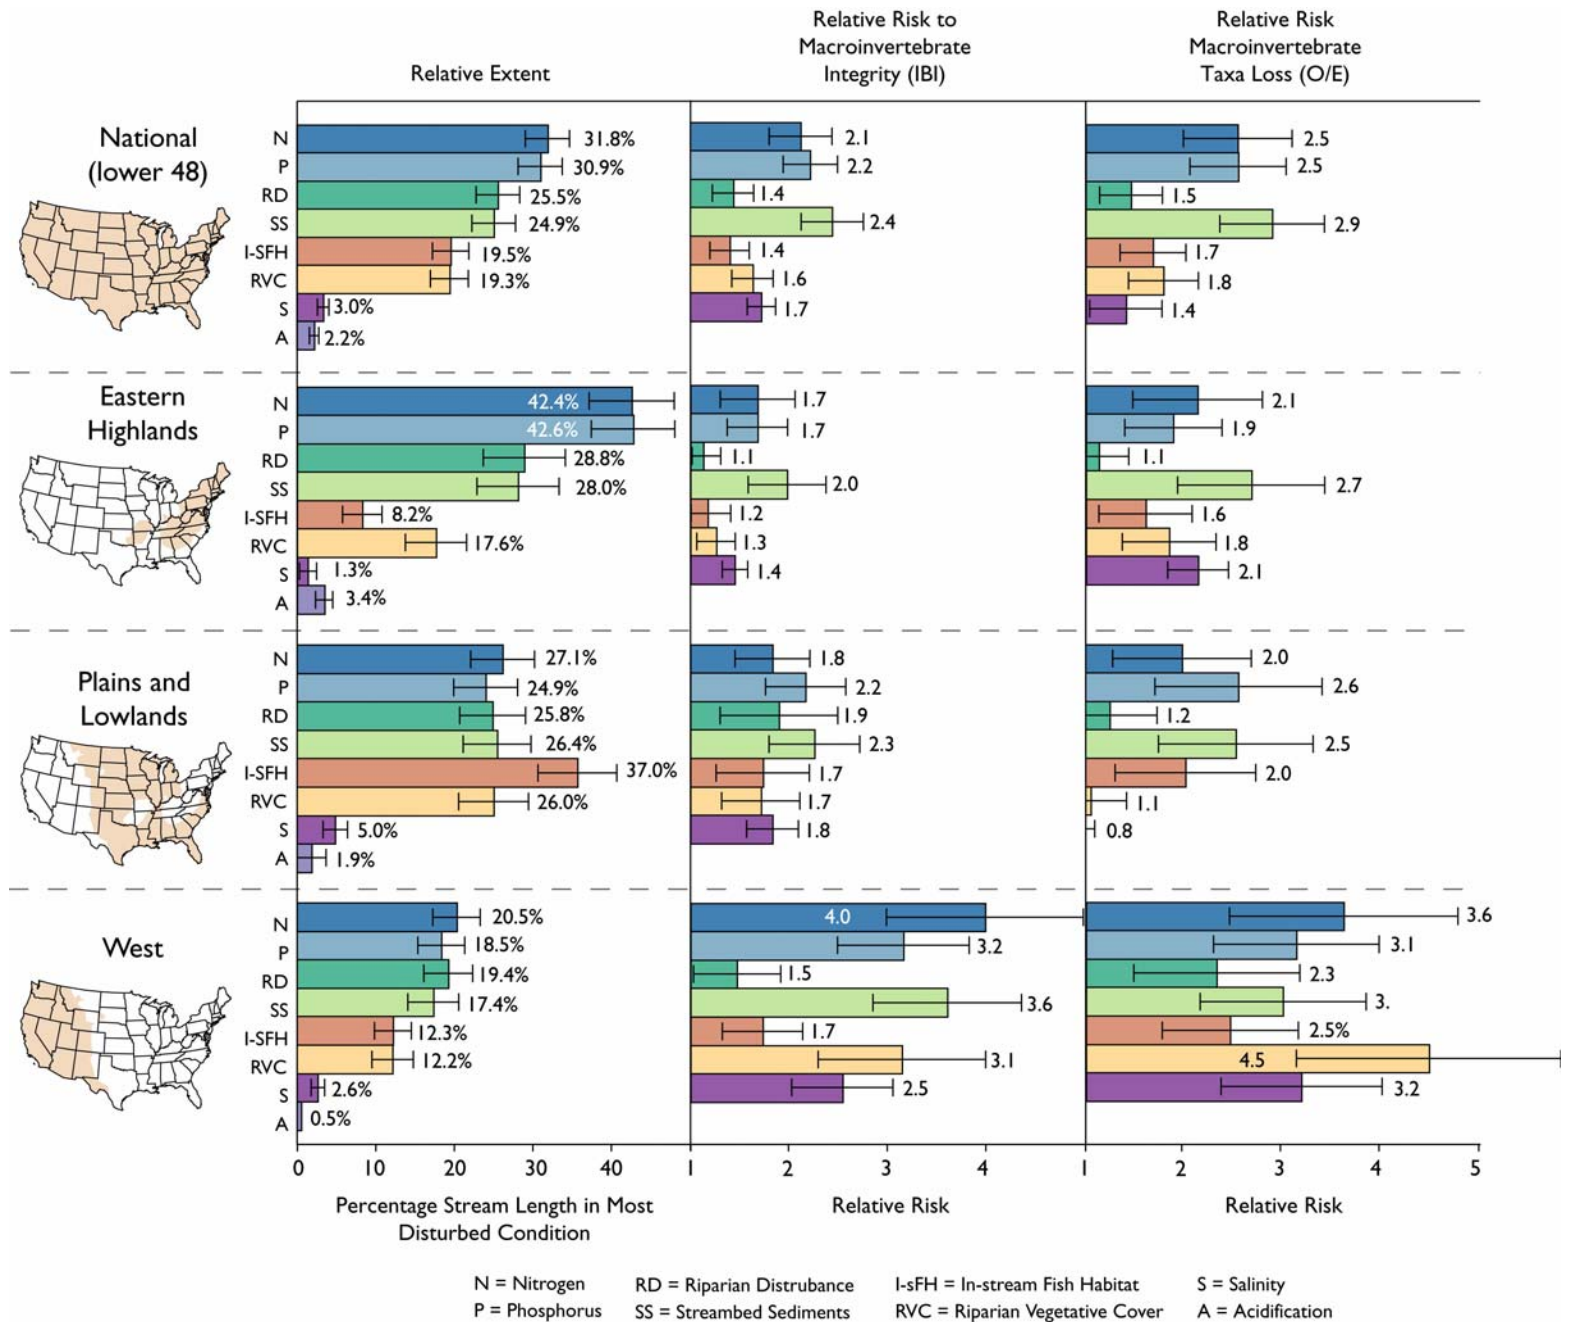 Relative Extent
Relative Risk to
Macroinvertebrate
Integrity (IBI)
Relative Risk
Macroinvertebrate
Taxa Loss (O/E)
National
(lower 48)
N 31.8% 2.1 2.5
P 30.9% 2.2 2.5
RD 25.5% 1.4 1.5
SS 24.9% 2.4 2.9
I-SFH 19.5% 1.4 1.7
RVC 19.3% 1.6 1.8
S 3.0% 1.7 1.4
A 2.2%
Eastern
Highlands
N 42.4% 1.7 2.1
P 42.6% 1.7 1.9
RD 28.8% 1.1 1.1
SS 28.0% 2.0 2.7
I-SFH 8.2% 1.2 1.6
RVC 17.6% 1.3 1.8
S 1.3% 1.4 2.1
A 3.4%
Plains and
Lowlands
N 27.1% 1.8 2.0
P 24.9% 2.2 2.6
RD 25.8% 1.9 1.2
SS 26.4% 2.3 2.5
I-SFH 37.0% 1.7 2.0
RVC 26.0% 1.7 1.1
S 5.0% 1.8 0.8
A 1.9%
West
N 20.5% 4.0 3.6
P 18.5% 3.2 3.1
RD 19.4% 1.5 2.3
SS 17.4% 3.6 3.
I-SFH 12.3% 1.7 2.5%
RVC 12.2% 3.1 4.5
S 2.6% 2.5 3.2
A 0.5%
0 10 20 30 40 1 2 3 4 1 2 3 4 5
Percentage Stream Length in Most
Disturbed Condition
Relative Risk
Relative Risk
N = Nitrogen RD = Riparian Distrubance I-sFH = In-stream Fish Habitat S = Salinity
P = Phosphorus SS = Streambed Sediments RVC = Riparian Vegetative Cover A = Acidification